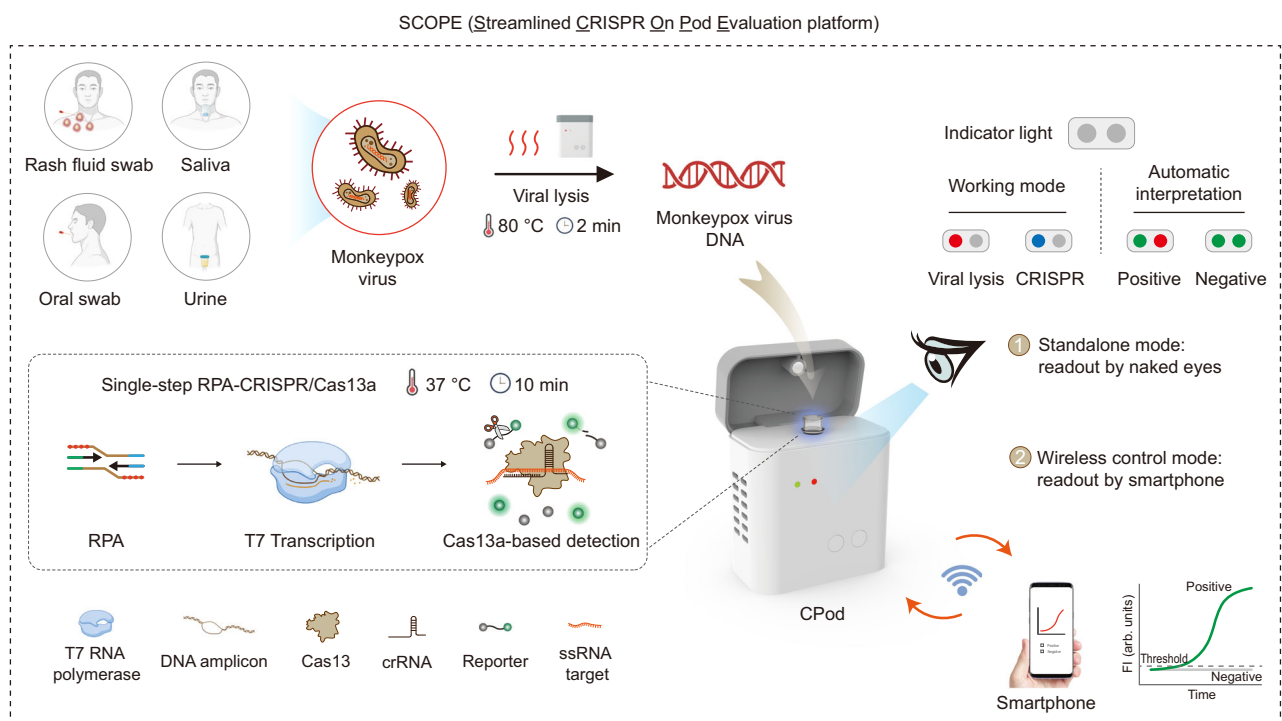 SCOPE (Streamlined CRISPR On Pod Evaluation platform)
Rash fluid swab
Saliva
Oral swab
Urine
Monkeypox
virus
Viral lysis
80 °C
2 min
Monkeypox virus
DNA
Indicator light
Working mode
Automatic
interpretation
Viral lysis
CRISPR
Positive
Negative
1 Standalone mode:
readout by naked eyes
2 Wireless control mode:
readout by smartphone
Single-step RPA-CRISPR/Cas13a
37 °C
10 min
RPA
T7 Transcription
Cas13a-based detection
CPod
T7 RNA
polymerase
DNA amplicon
Cas13
crRNA
Reporter
ssRNA
target
Positive
Negative
Smartphone
FI (arb. units)
Positive
Threshold
Negative
Time